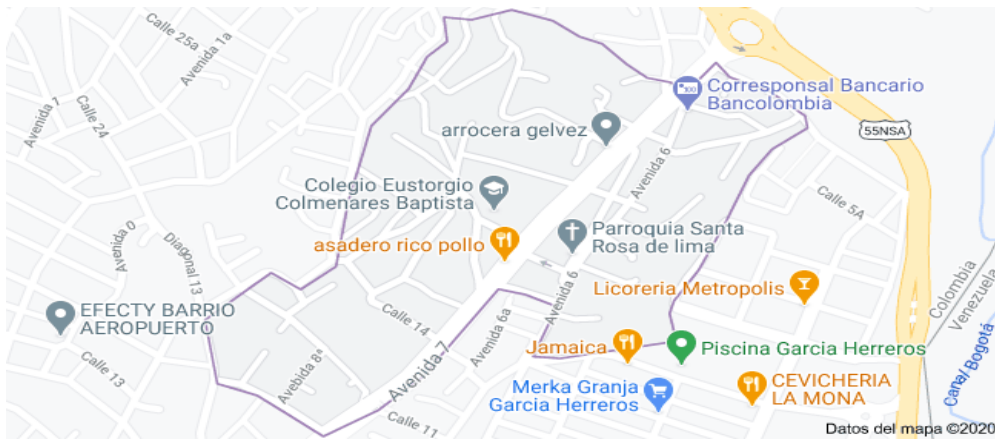 Calle 25a
Avenida 1a
Avenida 1
Calle 24
Corresponsal Bancario
Bancolombia
arrocera gelvez
55NSA
Avenida 6
Colegio Eustorgio
Colmenares Baptista
Calle 5A
asadero rico pollo
Parroquia Santa
Rosa de lima
Avenida 0
Diagonal 13
Avenida 6
Licoreria Metropolis
Colombia
Venezuela
EFECTY BARRIO
AEROPUERTO
Calle 14
Avenida 6a
Jamaica
Piscina Garcia Herreros
Avenida 7
Avebida 8ª
Calle 13
Merka Granja
Garcia Herreros
CEVICHERIA
LA MONA
Canal Bogotá
Calle 11
Datos del mapa ©2020